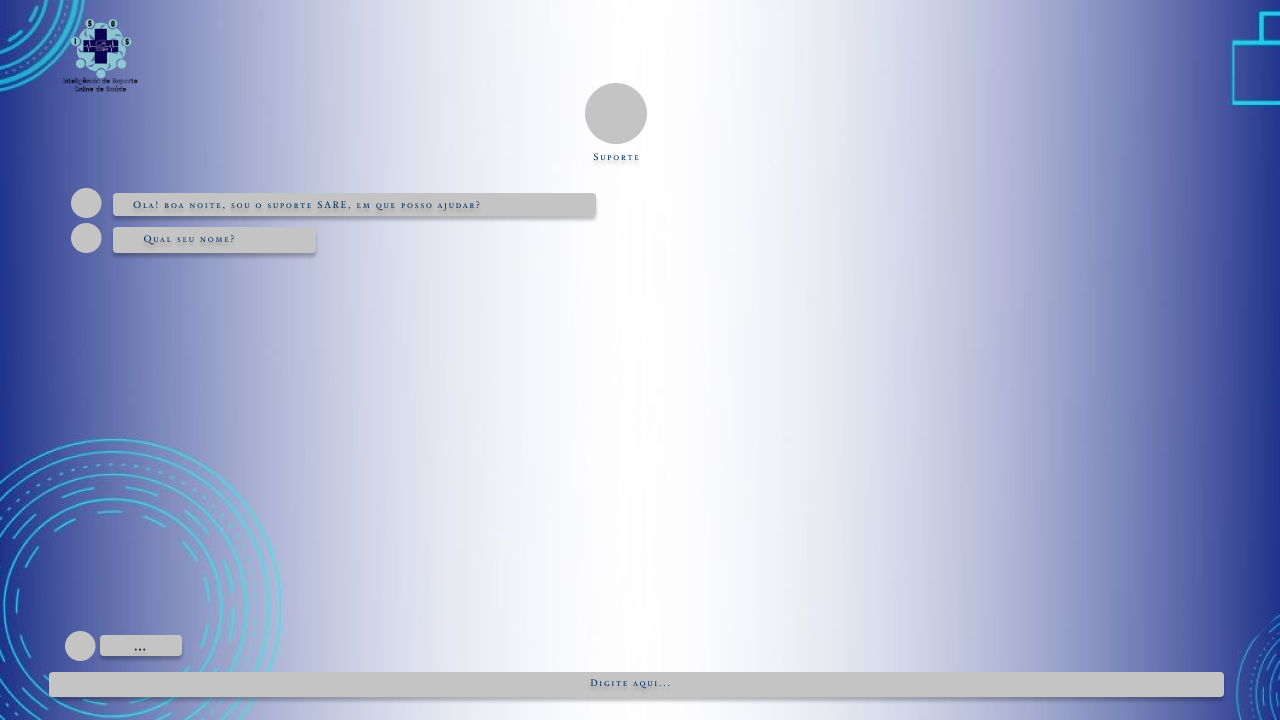 I S O S
Inteligência de Suporte
Online de Saúde
Suporte
Ola! boa noite, sou o suporte SARE, em que posso ajudar?
Qual seu nome?
...
Digite aqui...